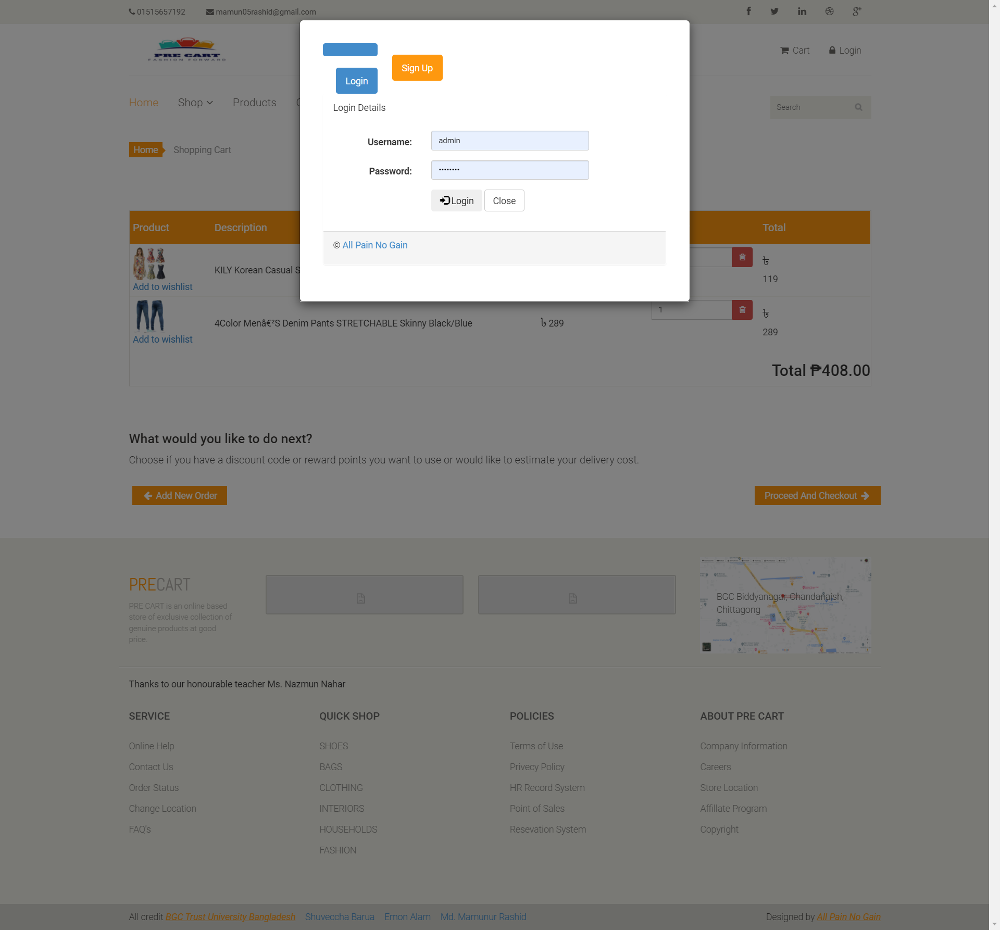 01515657192 mamun05rashid@gmail.com
PRE CART
FASHION FORWARD
Cart Login
Sign Up
Login
Home Shop Products
Search
Login Details
Home Shopping Cart
Username: admin
Password: ••••••••
Login Close
Product Description Total
© All Pain No Gain
KILY Korean Casual S
৳
119
Add to wishlist
4Color Menâ€²S Denim Pants STRETCHABLE Skinny Black/Blue ৳ 289 1 ৳
289
Add to wishlist
Total ₱408.00
What would you like to do next?
Choose if you have a discount code or reward points you want to use or would like to estimate your delivery cost.
Add New Order Proceed And Checkout
PRECART
PRE CART is an online based
store of exclusive collection of
genuine products at good
price.
BGC Biddyanagar, Chandanaish,
Chittagong
Thanks to our honourable teacher Ms. Nazmun Nahar
SERVICE QUICK SHOP POLICIES ABOUT PRE CART
Online Help SHOES Terms of Use Company Information
Contact Us BAGS Privecy Policy Careers
Order Status CLOTHING HR Record System Store Location
Change Location INTERIORS Point of Sales Affillate Program
FAQ's HOUSEHOLDS Resevation System Copyright
FASHION
All credit BGC Trust University Bangladesh Shuveccha Barua Emon Alam Md. Mamunur Rashid Designed by All Pain No Gain